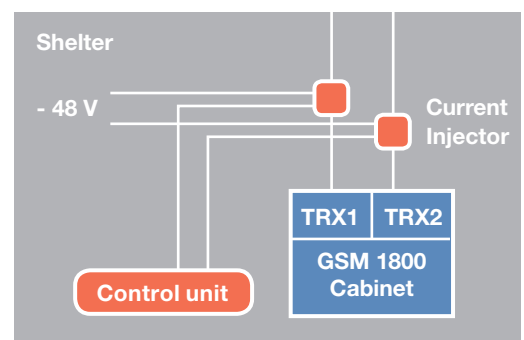 Shelter
- 48 V
Current
Injector
TRX1
TRX2
GSM 1800
Cabinet
Control unit